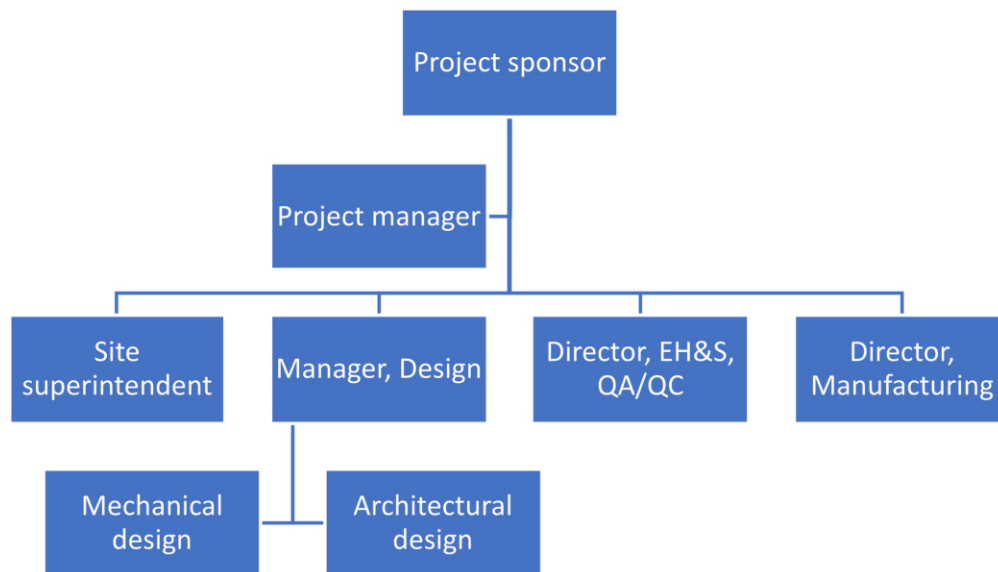 Project sponsor
Project manager
Site
superintendent
Manager, Design
Director, EH&S,
QA/QC
Director,
Manufacturing
Mechanical
design
Architectural
design